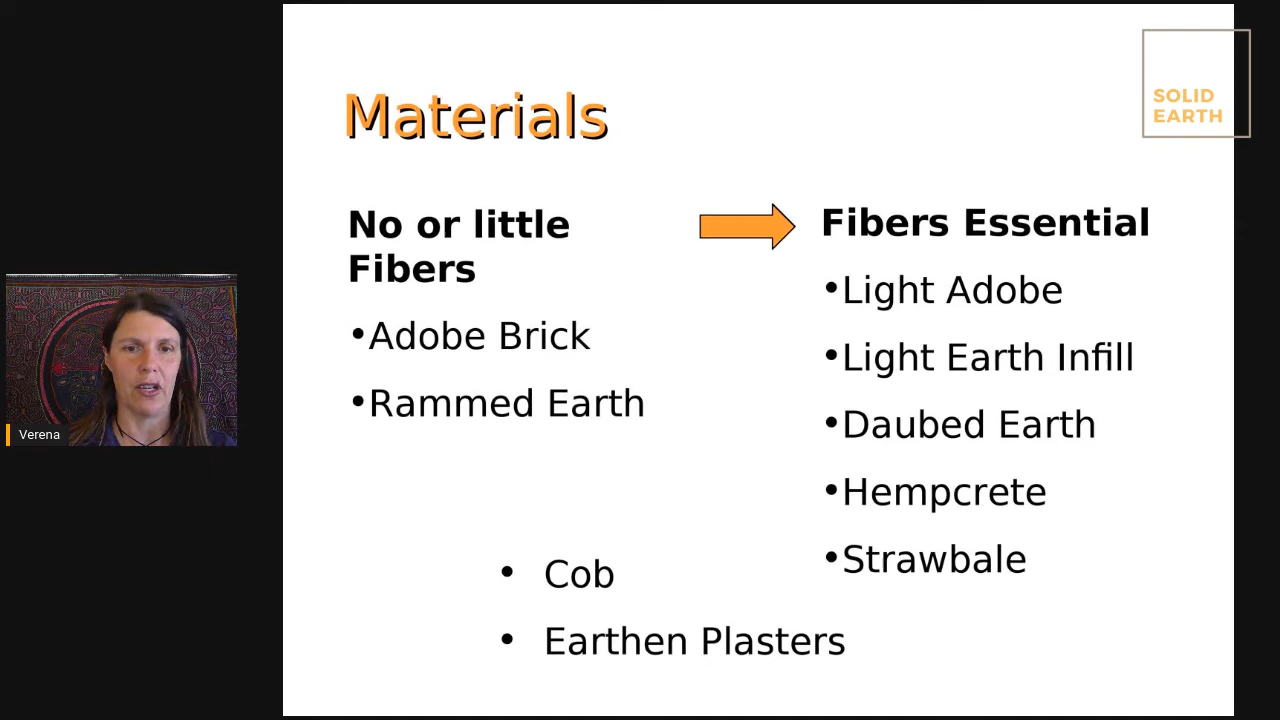 Materials
SOLID
EARTH
No or little
Fibers
•Adobe Brick
•Rammed Earth
Fibers Essential
•Light Adobe
•Light Earth Infill
•Daubed Earth
•Hempcrete
•Strawbale
• Cob
• Earthen Plasters
Verena